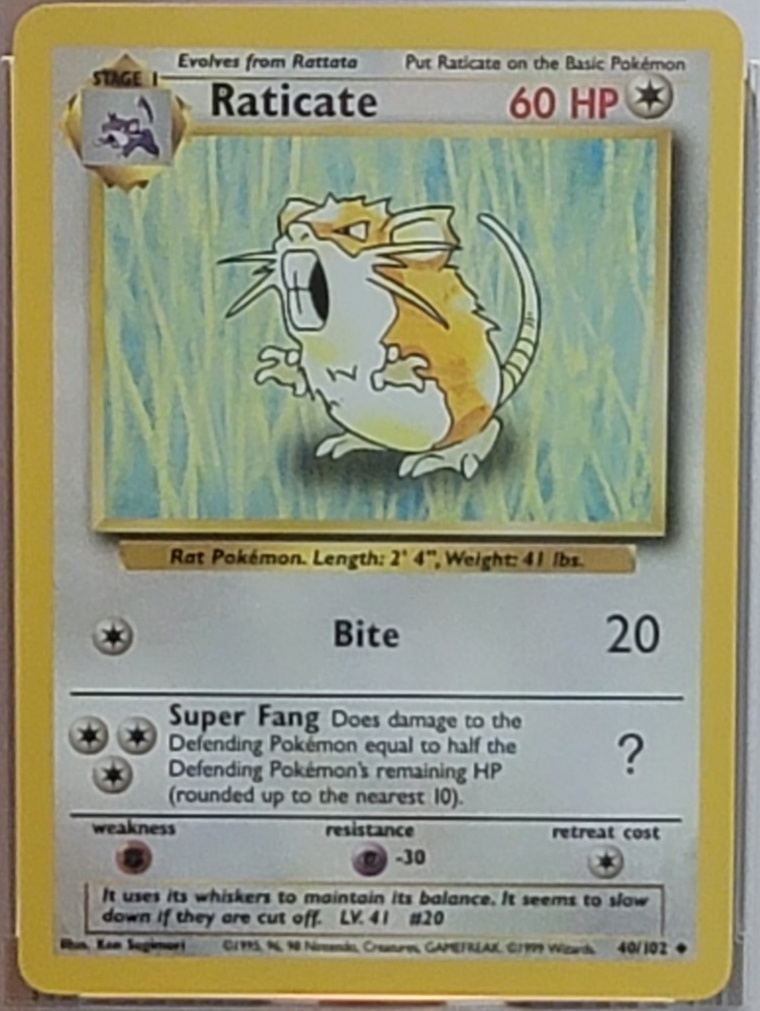 Evolves from Rattata Put Raticate on the Basic Pokémon
STAGE 1
Raticate 60 HP
Rat Pokémon. Length: 2' 4", Weight: 41 lbs.
Bite 20
Super Fang Does damage to the
Defending Pokémon equal to half the
Defending Pokémon's remaining HP
(rounded up to the nearest 10).
?
weakness resistance retreat cost
-30
It uses its whiskers to maintain its balance. It seems to slow
down if they are cut off. LV. 41 #20
Illus. Ken Sugimori ©1995, 96, 98 Nintendo, Creatures, GAMEFREAK. ©1999 Wizards. 40/102